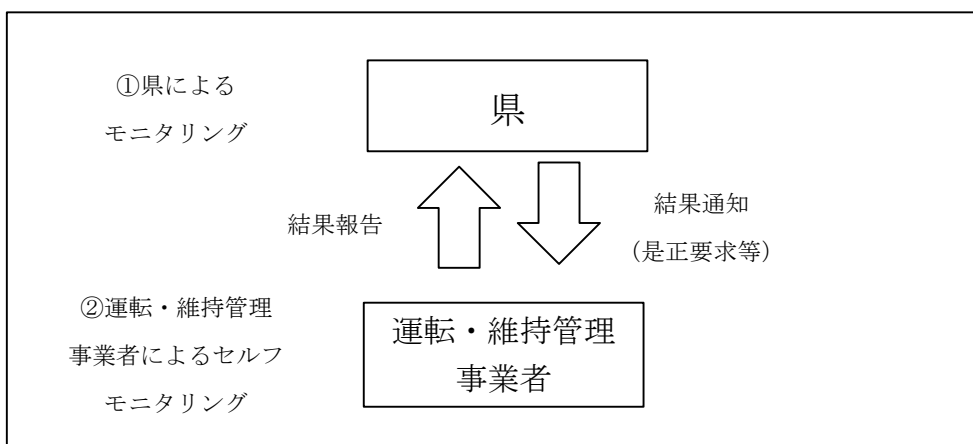 ①県による
モニタリング
県
結果報告
結果通知
（是正要求等）
②運転・維持管理
事業者によるセルフ
モニタリング
運転・維持管理
事業者